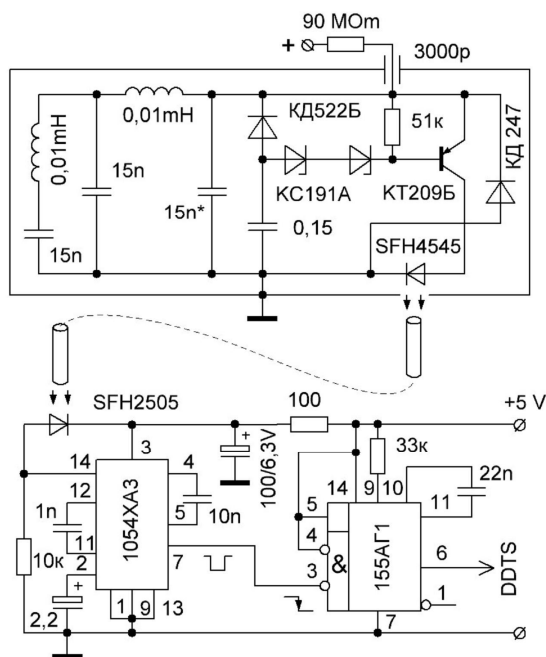 90 МОm
+
3000p
0,01mH
КД522Б
51к
КД 247
0,01mH
15n
КС191А
КТ209Б
15n*
0,15
SFH4545
15n
SFH2505
100
+5 V
+
100/6,3V
33к
22n
14
3
4
12
1n
1054ХА3
10n
5
11
2
7
10к
+
2,2
1
9
13
14
9
10
5
11
4
&
3
155АГ1
6
DDTS
1
7